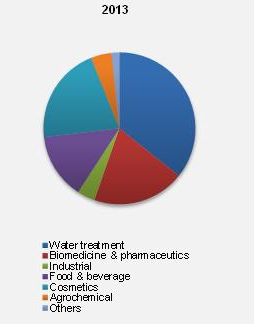 2013
Water treatment
Biomedicine & pharmaceutics
Industrial
Food & beverage
Cosmetics
Agrochemical
Others